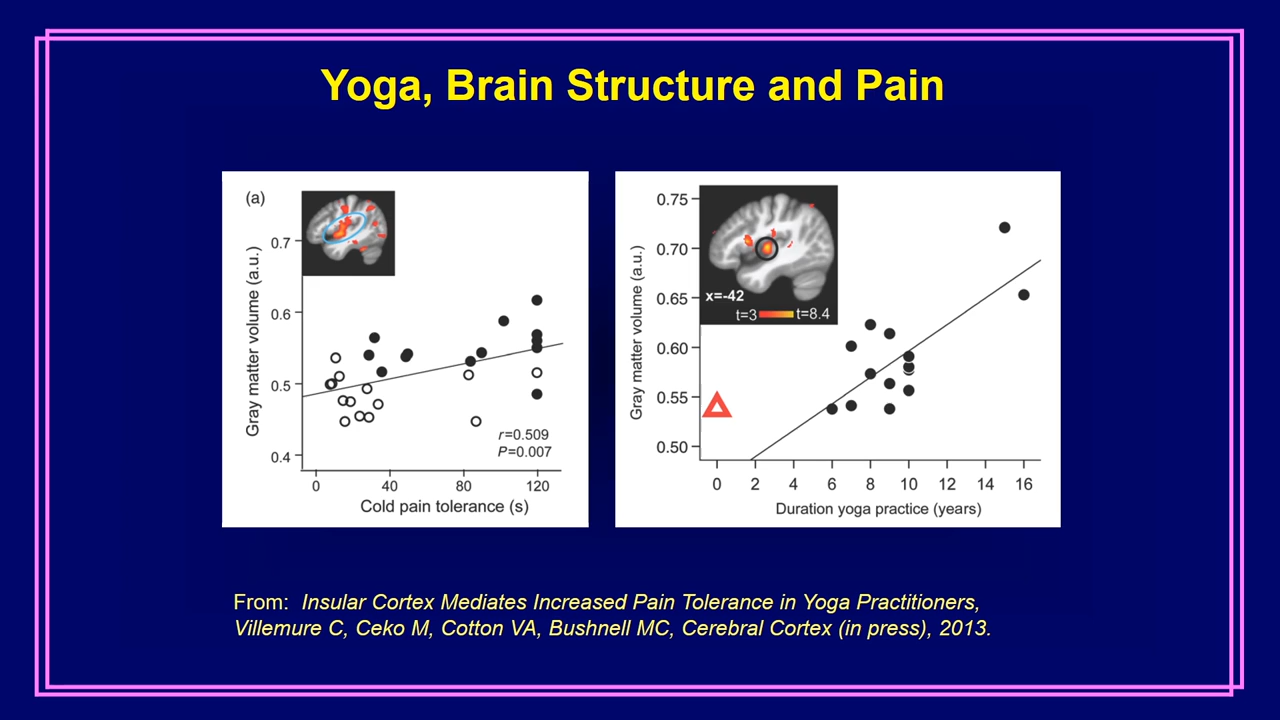 Yoga, Brain Structure and Pain
(a)
Gray matter volume (a.u.)
0.7
0.6
0.5
0.4
r=0.509
P=0.007
0 40 80 120
Cold pain tolerance (s)
Gray matter volume (a.u.)
0.75
0.70
0.65
0.60
0.55
0.50
x=-42
t=3 t=8.4
0 2 4 6 8 10 12 14 16
Duration yoga practice (years)
From: Insular Cortex Mediates Increased Pain Tolerance in Yoga Practitioners,
Villemure C, Ceko M, Cotton VA, Bushnell MC, Cerebral Cortex (in press), 2013.